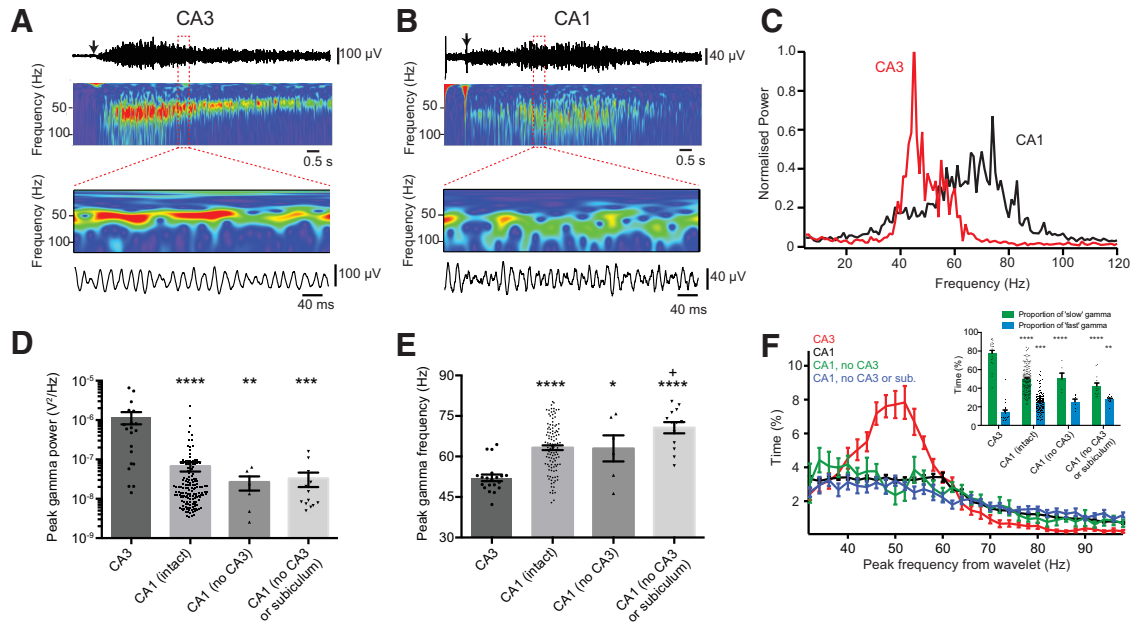 A
CA3
100 µV
Frequency (Hz)
50
100
0.5 s
Frequency (Hz)
50
100
100 µV
40 ms
B
CA1
40 µV
Frequency (Hz)
50
100
0.5 s
Frequency (Hz)
50
100
40 µV
40 ms
C
Normalised Power
1.0
0.8
0.6
0.4
0.2
0
CA3
CA1
20 40 60 80 100 120
Frequency (Hz)
D
Peak gamma power (V²/Hz)
10⁻⁵
10⁻⁶
10⁻⁷
10⁻⁸
10⁻⁹
**** ** ***
CA3
CA1 (intact)
CA1 (no CA3)
CA1 (no CA3
or subiculum)
E
Peak gamma frequency (Hz)
90
75
60
45
30
+
**** * ****
CA3
CA1 (intact)
CA1 (no CA3)
CA1 (no CA3
or subiculum)
F
CA3
CA1
CA1, no CA3
CA1, no CA3 or sub.
Time (%)
10
8
6
4
2
40 50 60 70 80 90
Peak frequency from wavelet (Hz)
Proportion of 'slow' gamma
Proportion of 'fast' gamma
Time (%)
100
80
60
40
20
0
**** *** **** **** **
CA3
CA1 (intact)
CA1 (no CA3)
CA1 (no CA3
or subiculum)